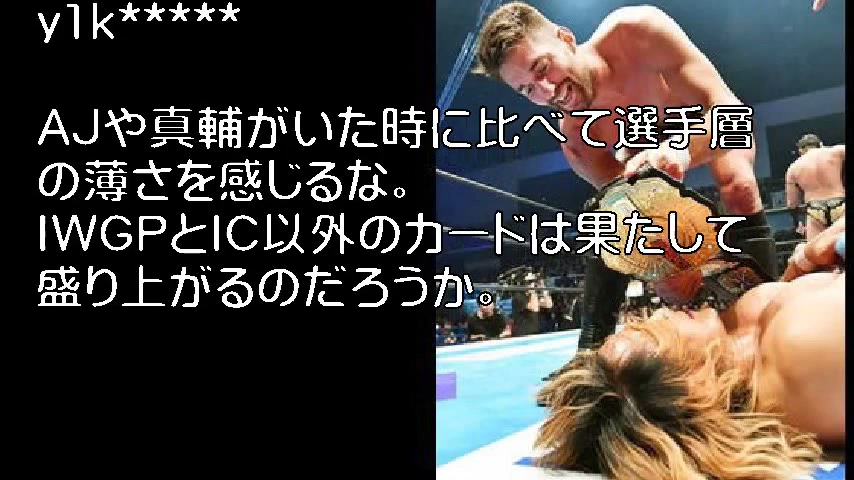 y1k*****
AJや真輔がいた時に比べて選手層
の薄さを感じるな。
IWGPとIC以外のカードは果たして
盛り上がるのだろうか。